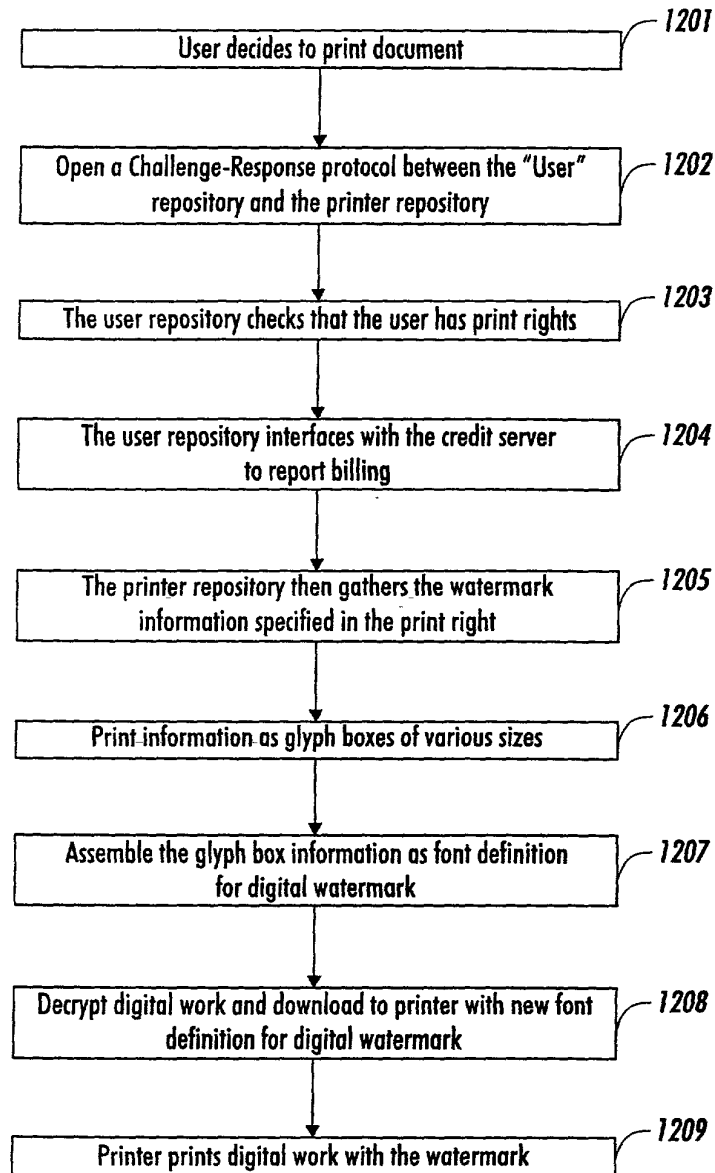 1201
User decides to print document
1202
Open a Challenge-Response protocol between the "User"
repository and the printer repository
1203
The user repository checks that the user has print rights
1204
The user repository interfaces with the credit server
to report billing
1205
The printer repository then gathers the watermark
information specified in the print right
1206
Print information as glyph boxes of various sizes
1207
Assemble the glyph box information as font definition
for digital watermark
1208
Decrypt digital work and download to printer with new font
definition for digital watermark
1209
Printer prints digital work with the watermark